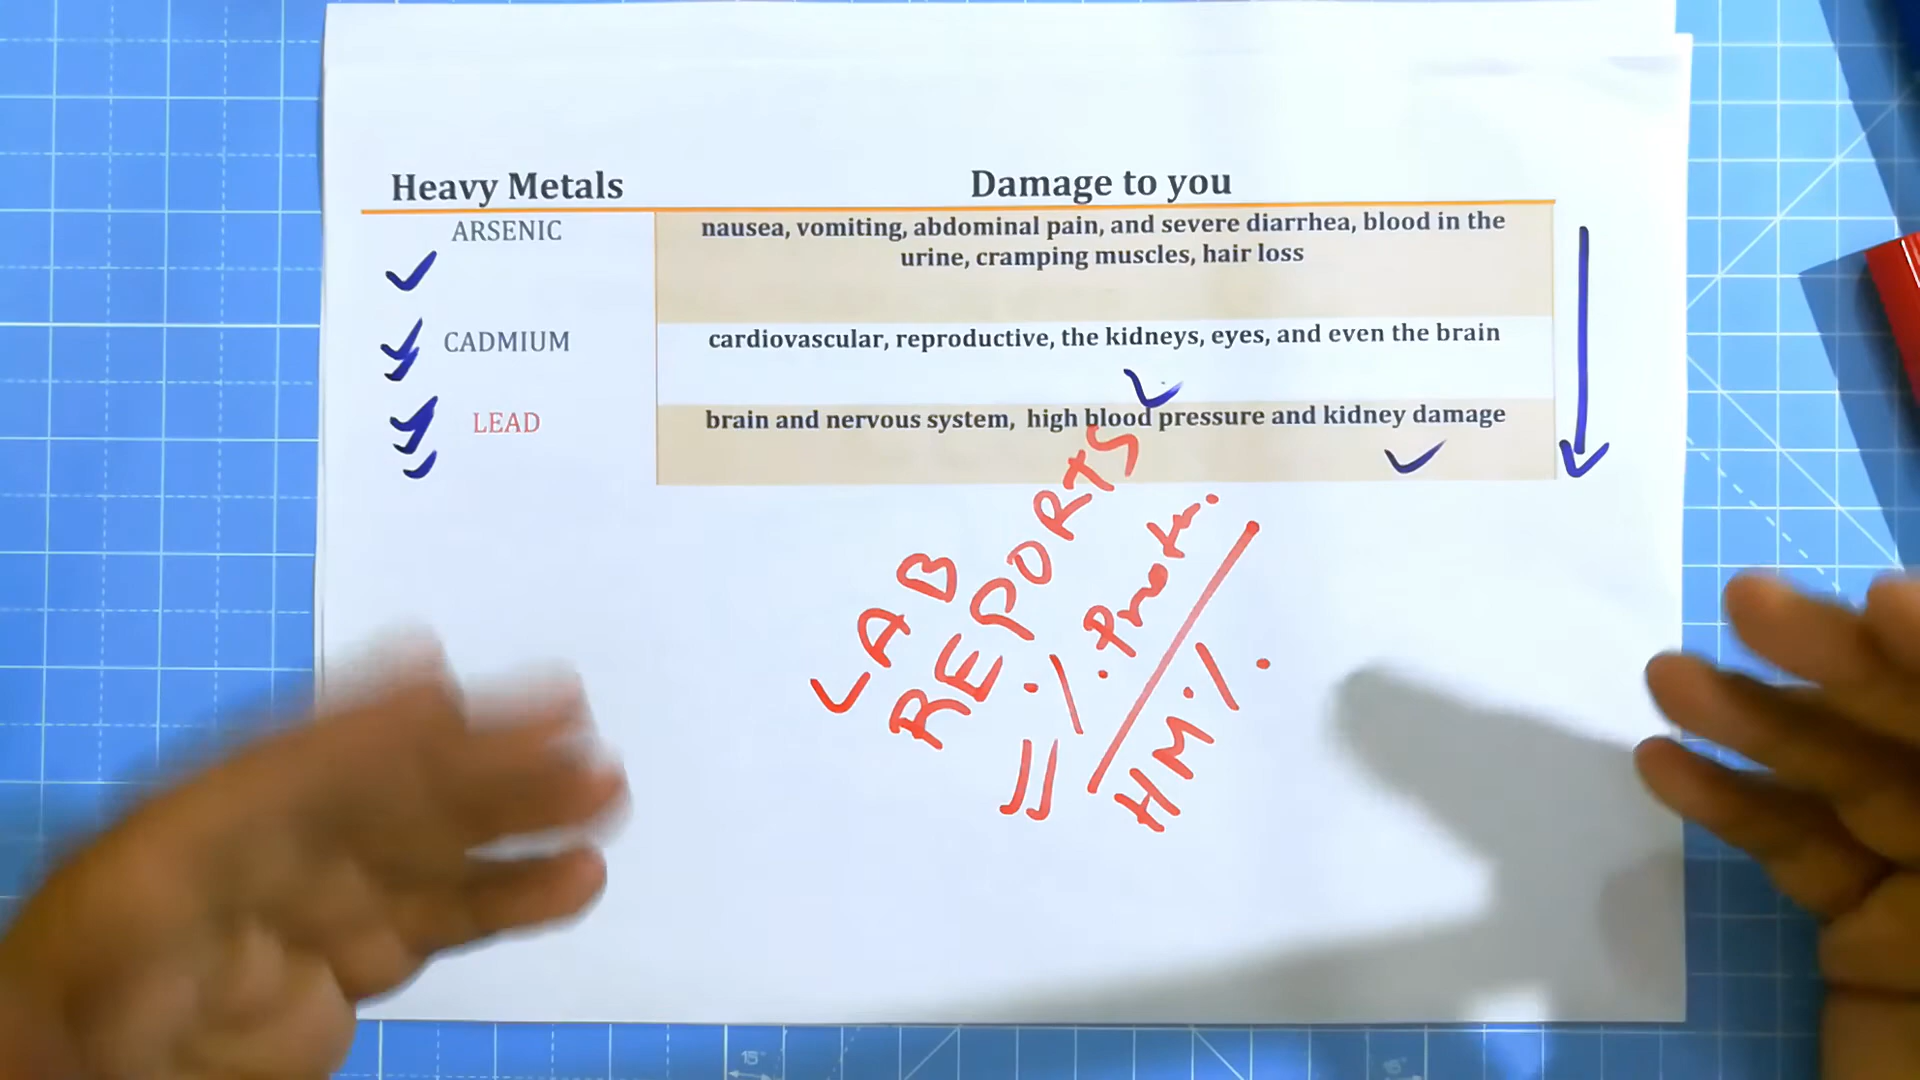 Heavy Metals
Damage to you
ARSENIC
nausea, vomiting, abdominal pain, and severe diarrhea, blood in the
urine, cramping muscles, hair loss
CADMIUM
cardiovascular, reproductive, the kidneys, eyes, and even the brain
LEAD
brain and nervous system, high blood pressure and kidney damage
LAB
REPORTS
% Protn.
HM%
15°